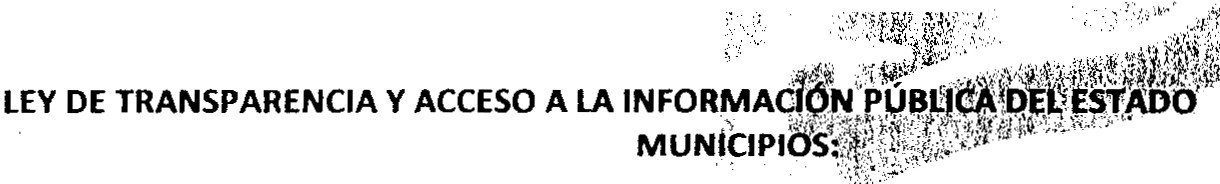 LEY DE TRANSPARENCIA Y ACCESO A LA INFORMACIÓN PÚBLICA DEL ESTADO
MUNICIPIOS: